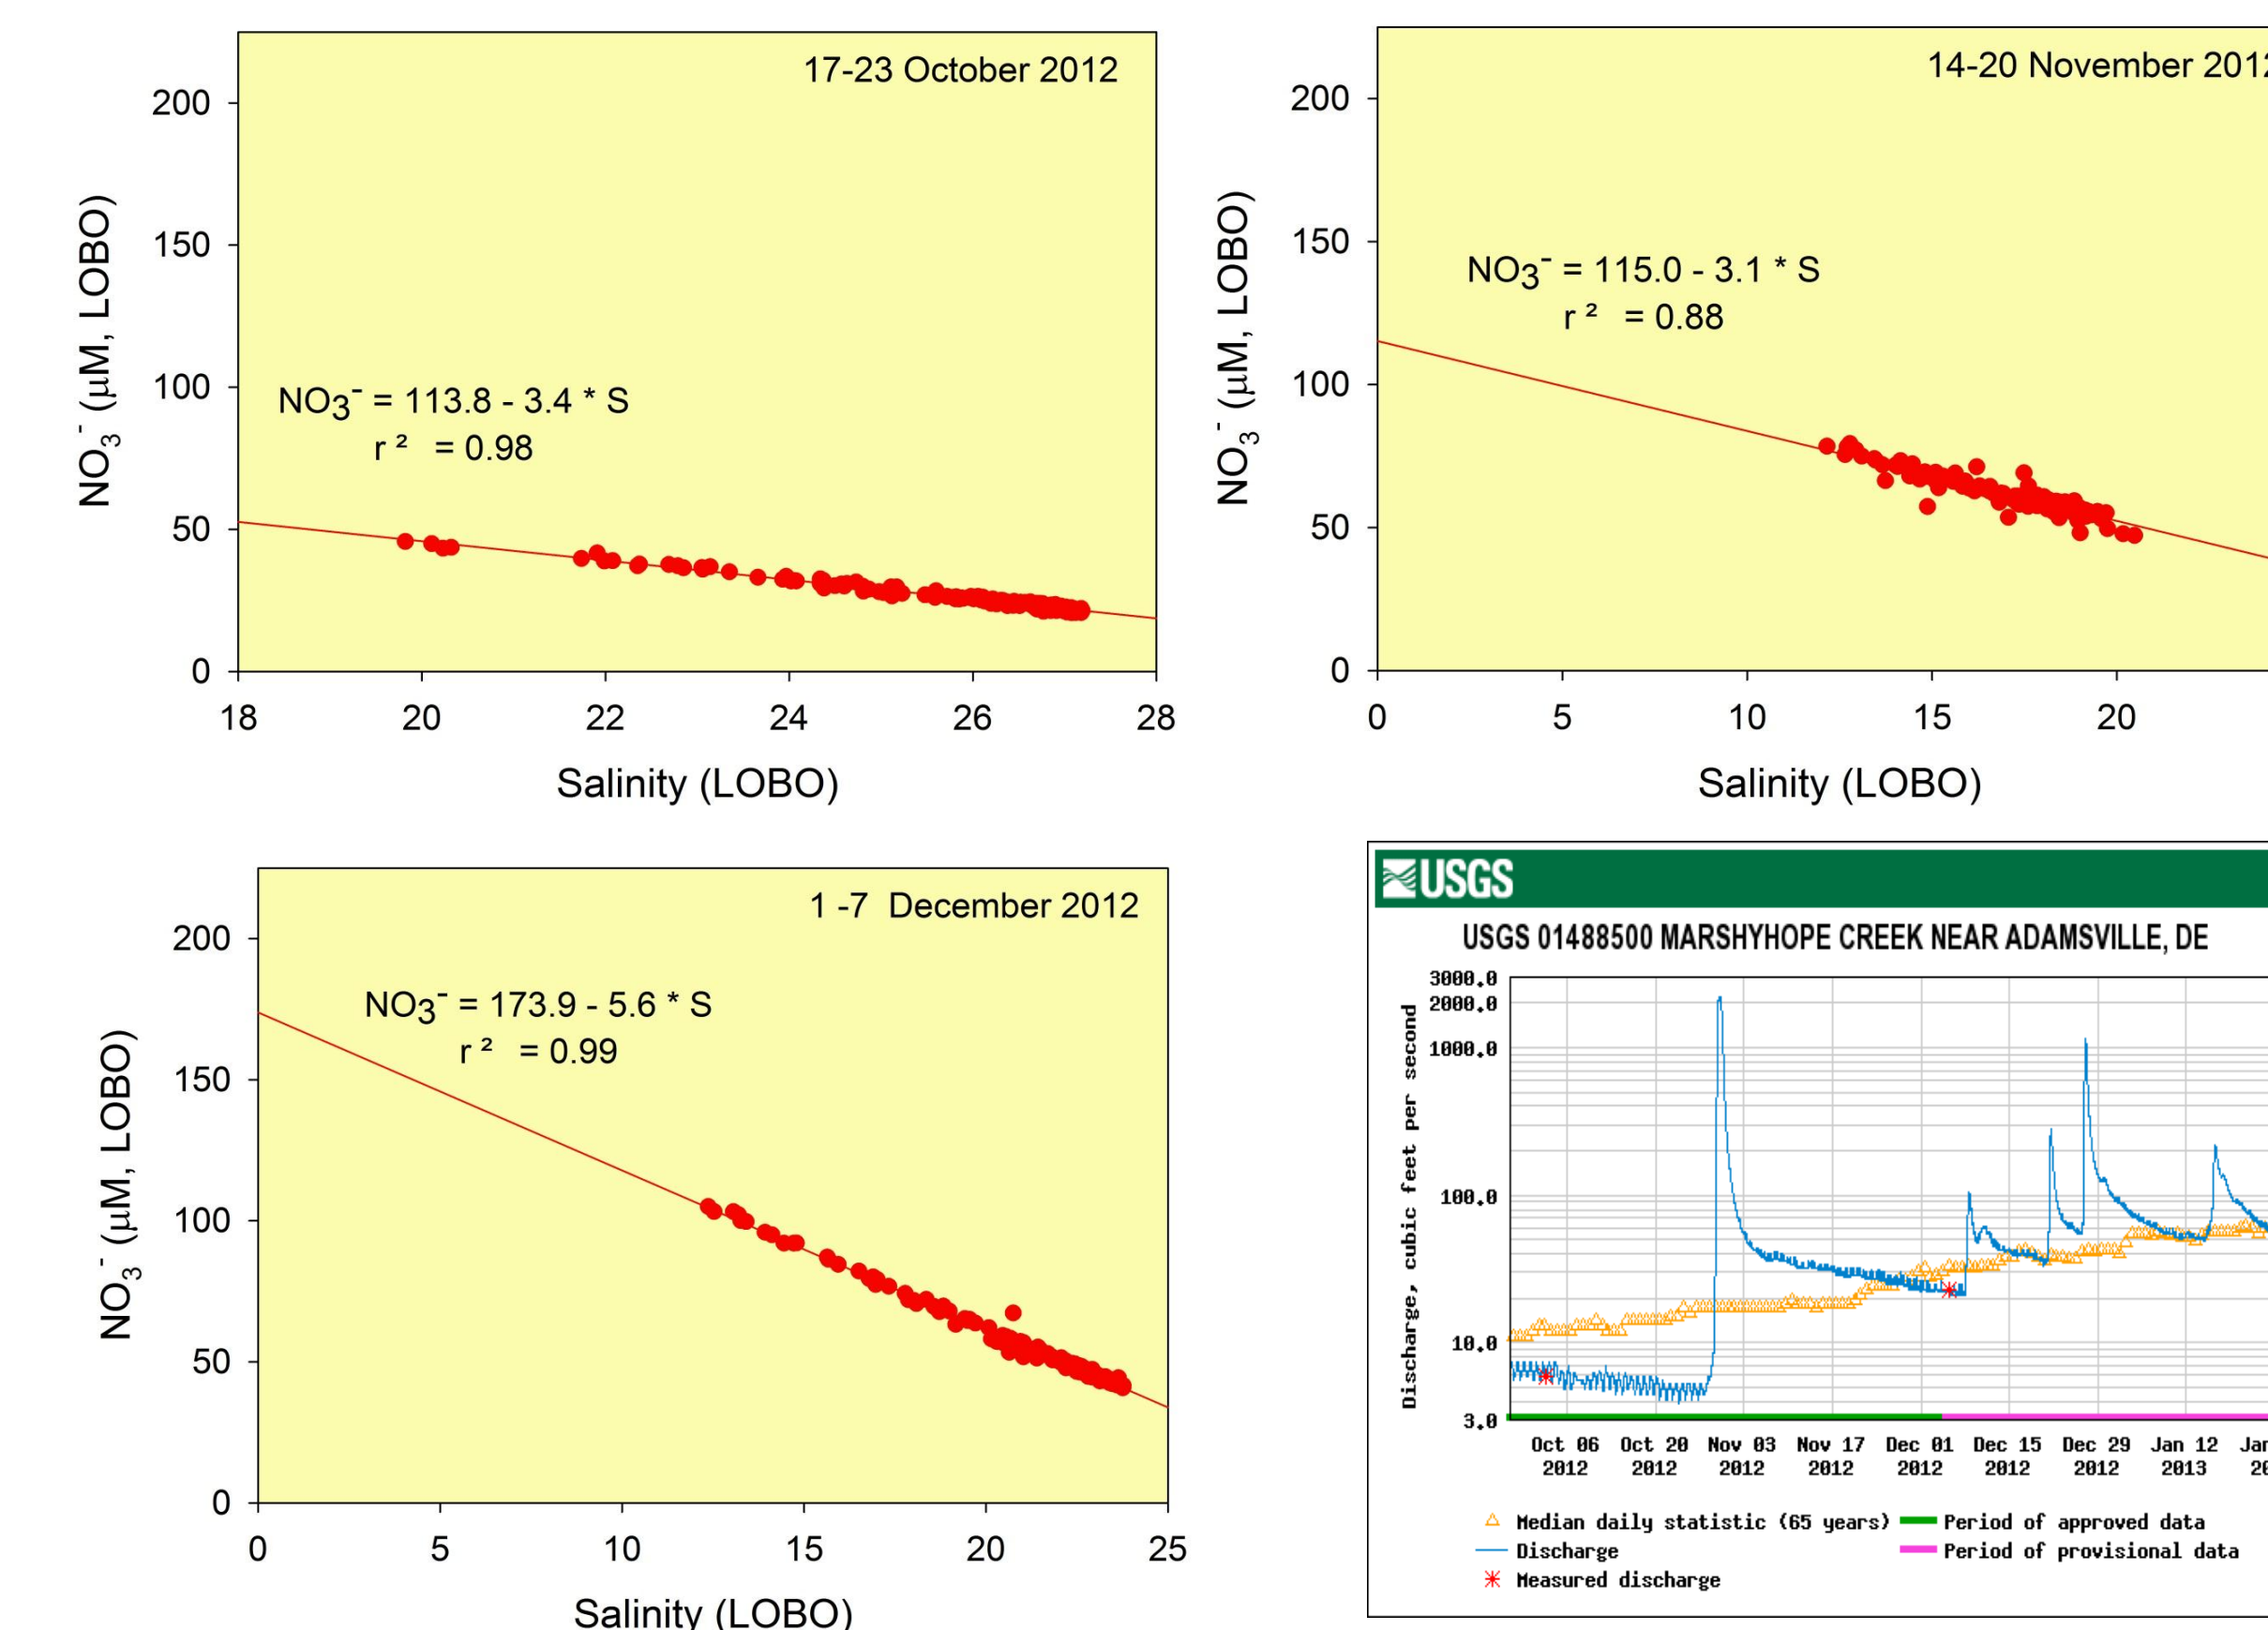 17-23 October 2012
200
150
100
50
0
NO3- (µM, LOBO)
NO3- = 113.8 - 3.4 * S
r ² = 0.98
18 20 22 24 26 28
Salinity (LOBO)
14-20 November 2012
200
150
100
50
0
NO3- (µM, LOBO)
NO3- = 115.0 - 3.1 * S
r ² = 0.88
0 5 10 15 20
Salinity (LOBO)
1 -7 December 2012
200
150
100
50
0
NO3- (µM, LOBO)
NO3- = 173.9 - 5.6 * S
r ² = 0.99
0 5 10 15 20 25
Salinity (LOBO)
USGS
USGS 01488500 MARSHYHOPE CREEK NEAR ADAMSVILLE, DE
Discharge, cubic feet per second
3000.0
2000.0
1000.0
100.0
10.0
3.0
Oct 06 Oct 20 Nov 03 Nov 17 Dec 01 Dec 15 Dec 29 Jan 12 Jan
2012 2012 2012 2012 2012 2012 2012 2013 20
Median daily statistic (65 years) Period of approved data
Discharge Period of provisional data
Measured discharge